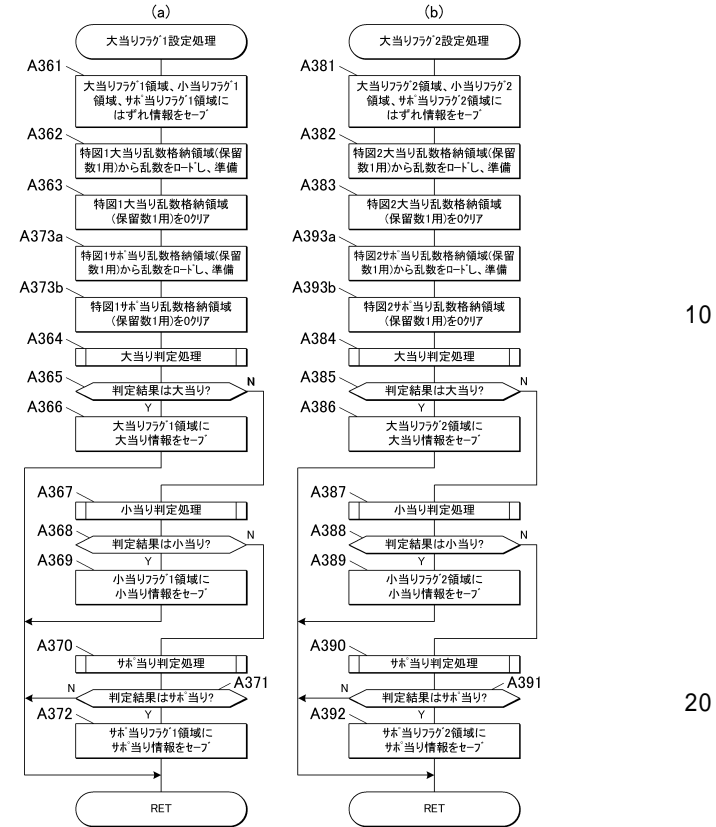 (a)
大当りフラグ1設定処理
A361
大当りフラグ1領域、小当りフラグ1
領域、サポ当りフラグ1領域に
はずれ情報をセーブ
A362
特図1大当り乱数格納領域(保留
数1用)から乱数をロードし、準備
A363
特図1大当り乱数格納領域
(保留数1用)を0クリア
A373a
特図1サポ当り乱数格納領域(保留
数1用)から乱数をロードし、準備
A373b
特図1サポ当り乱数格納領域
(保留数1用)を0クリア
A364
大当り判定処理
A365
判定結果は大当り?
N
Y
A366
大当りフラグ1領域に
大当り情報をセーブ
A367
小当り判定処理
A368
判定結果は小当り?
N
Y
A369
小当りフラグ1領域に
小当り情報をセーブ
A370
サポ当り判定処理
A371
判定結果はサポ当り?
N
Y
A372
サポ当りフラグ1領域に
サポ当り情報をセーブ
RET
(b)
大当りフラグ2設定処理
A381
大当りフラグ2領域、小当りフラグ2
領域、サポ当りフラグ2領域に
はずれ情報をセーブ
A382
特図2大当り乱数格納領域(保留
数1用)から乱数をロードし、準備
A383
特図2大当り乱数格納領域
(保留数1用)を0クリア
A393a
特図2サポ当り乱数格納領域(保留
数1用)から乱数をロードし、準備
A393b
特図2サポ当り乱数格納領域
(保留数1用)を0クリア
A384
大当り判定処理
A385
判定結果は大当り?
N
Y
A386
大当りフラグ2領域に
大当り情報をセーブ
A387
小当り判定処理
A388
判定結果は小当り?
N
Y
A389
小当りフラグ2領域に
小当り情報をセーブ
A390
サポ当り判定処理
A391
判定結果はサポ当り?
N
Y
A392
サポ当りフラグ2領域に
サポ当り情報をセーブ
RET
10
20